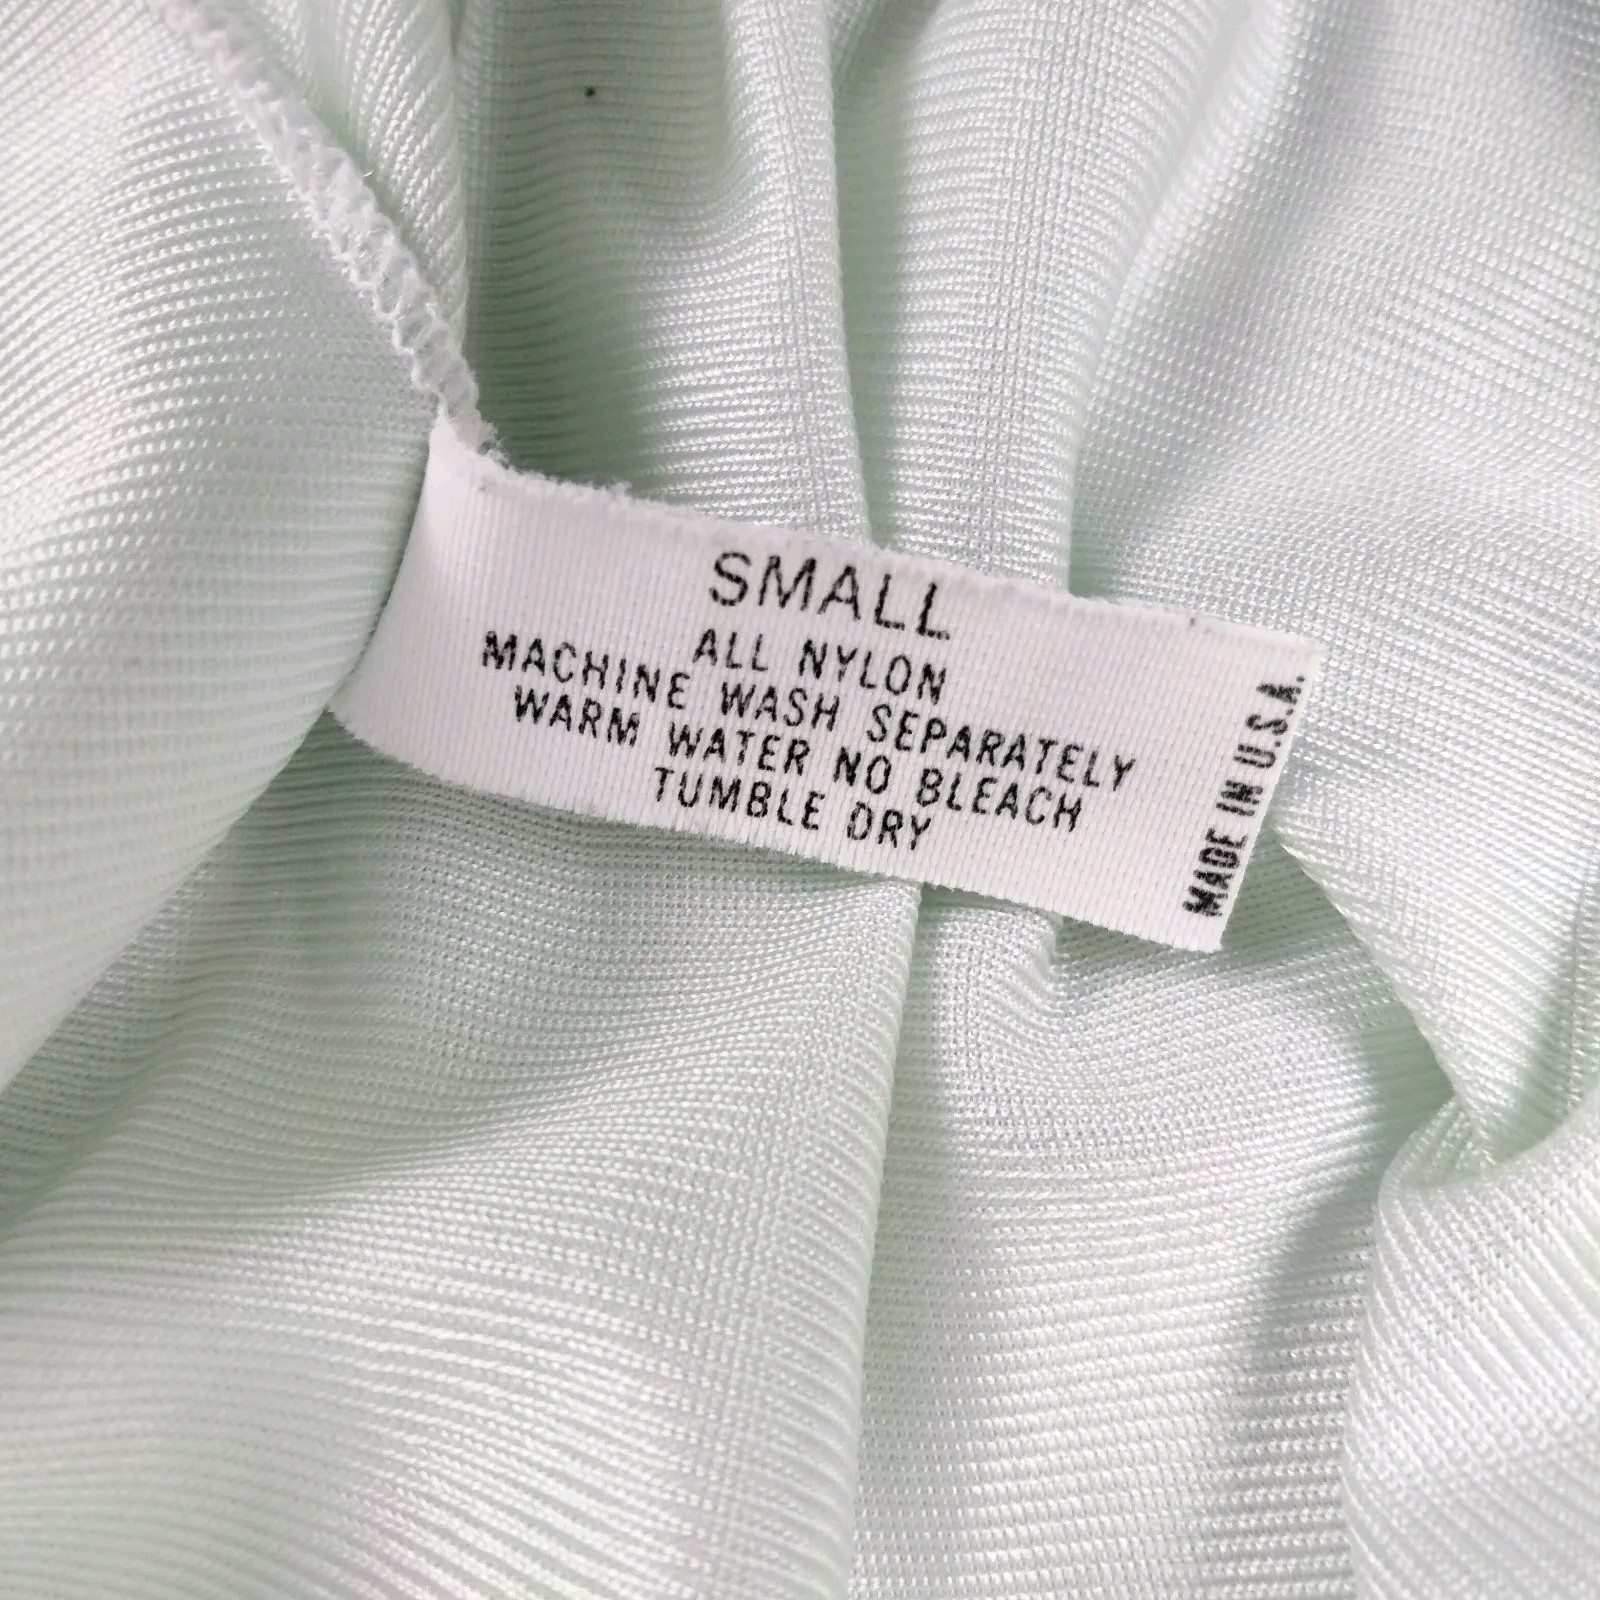 SMALL
ALL NYLON
MACHINE WASH SEPARATELY
WARM WATER NO BLEACH
TUMBLE DRY
MADE IN U.S.A.